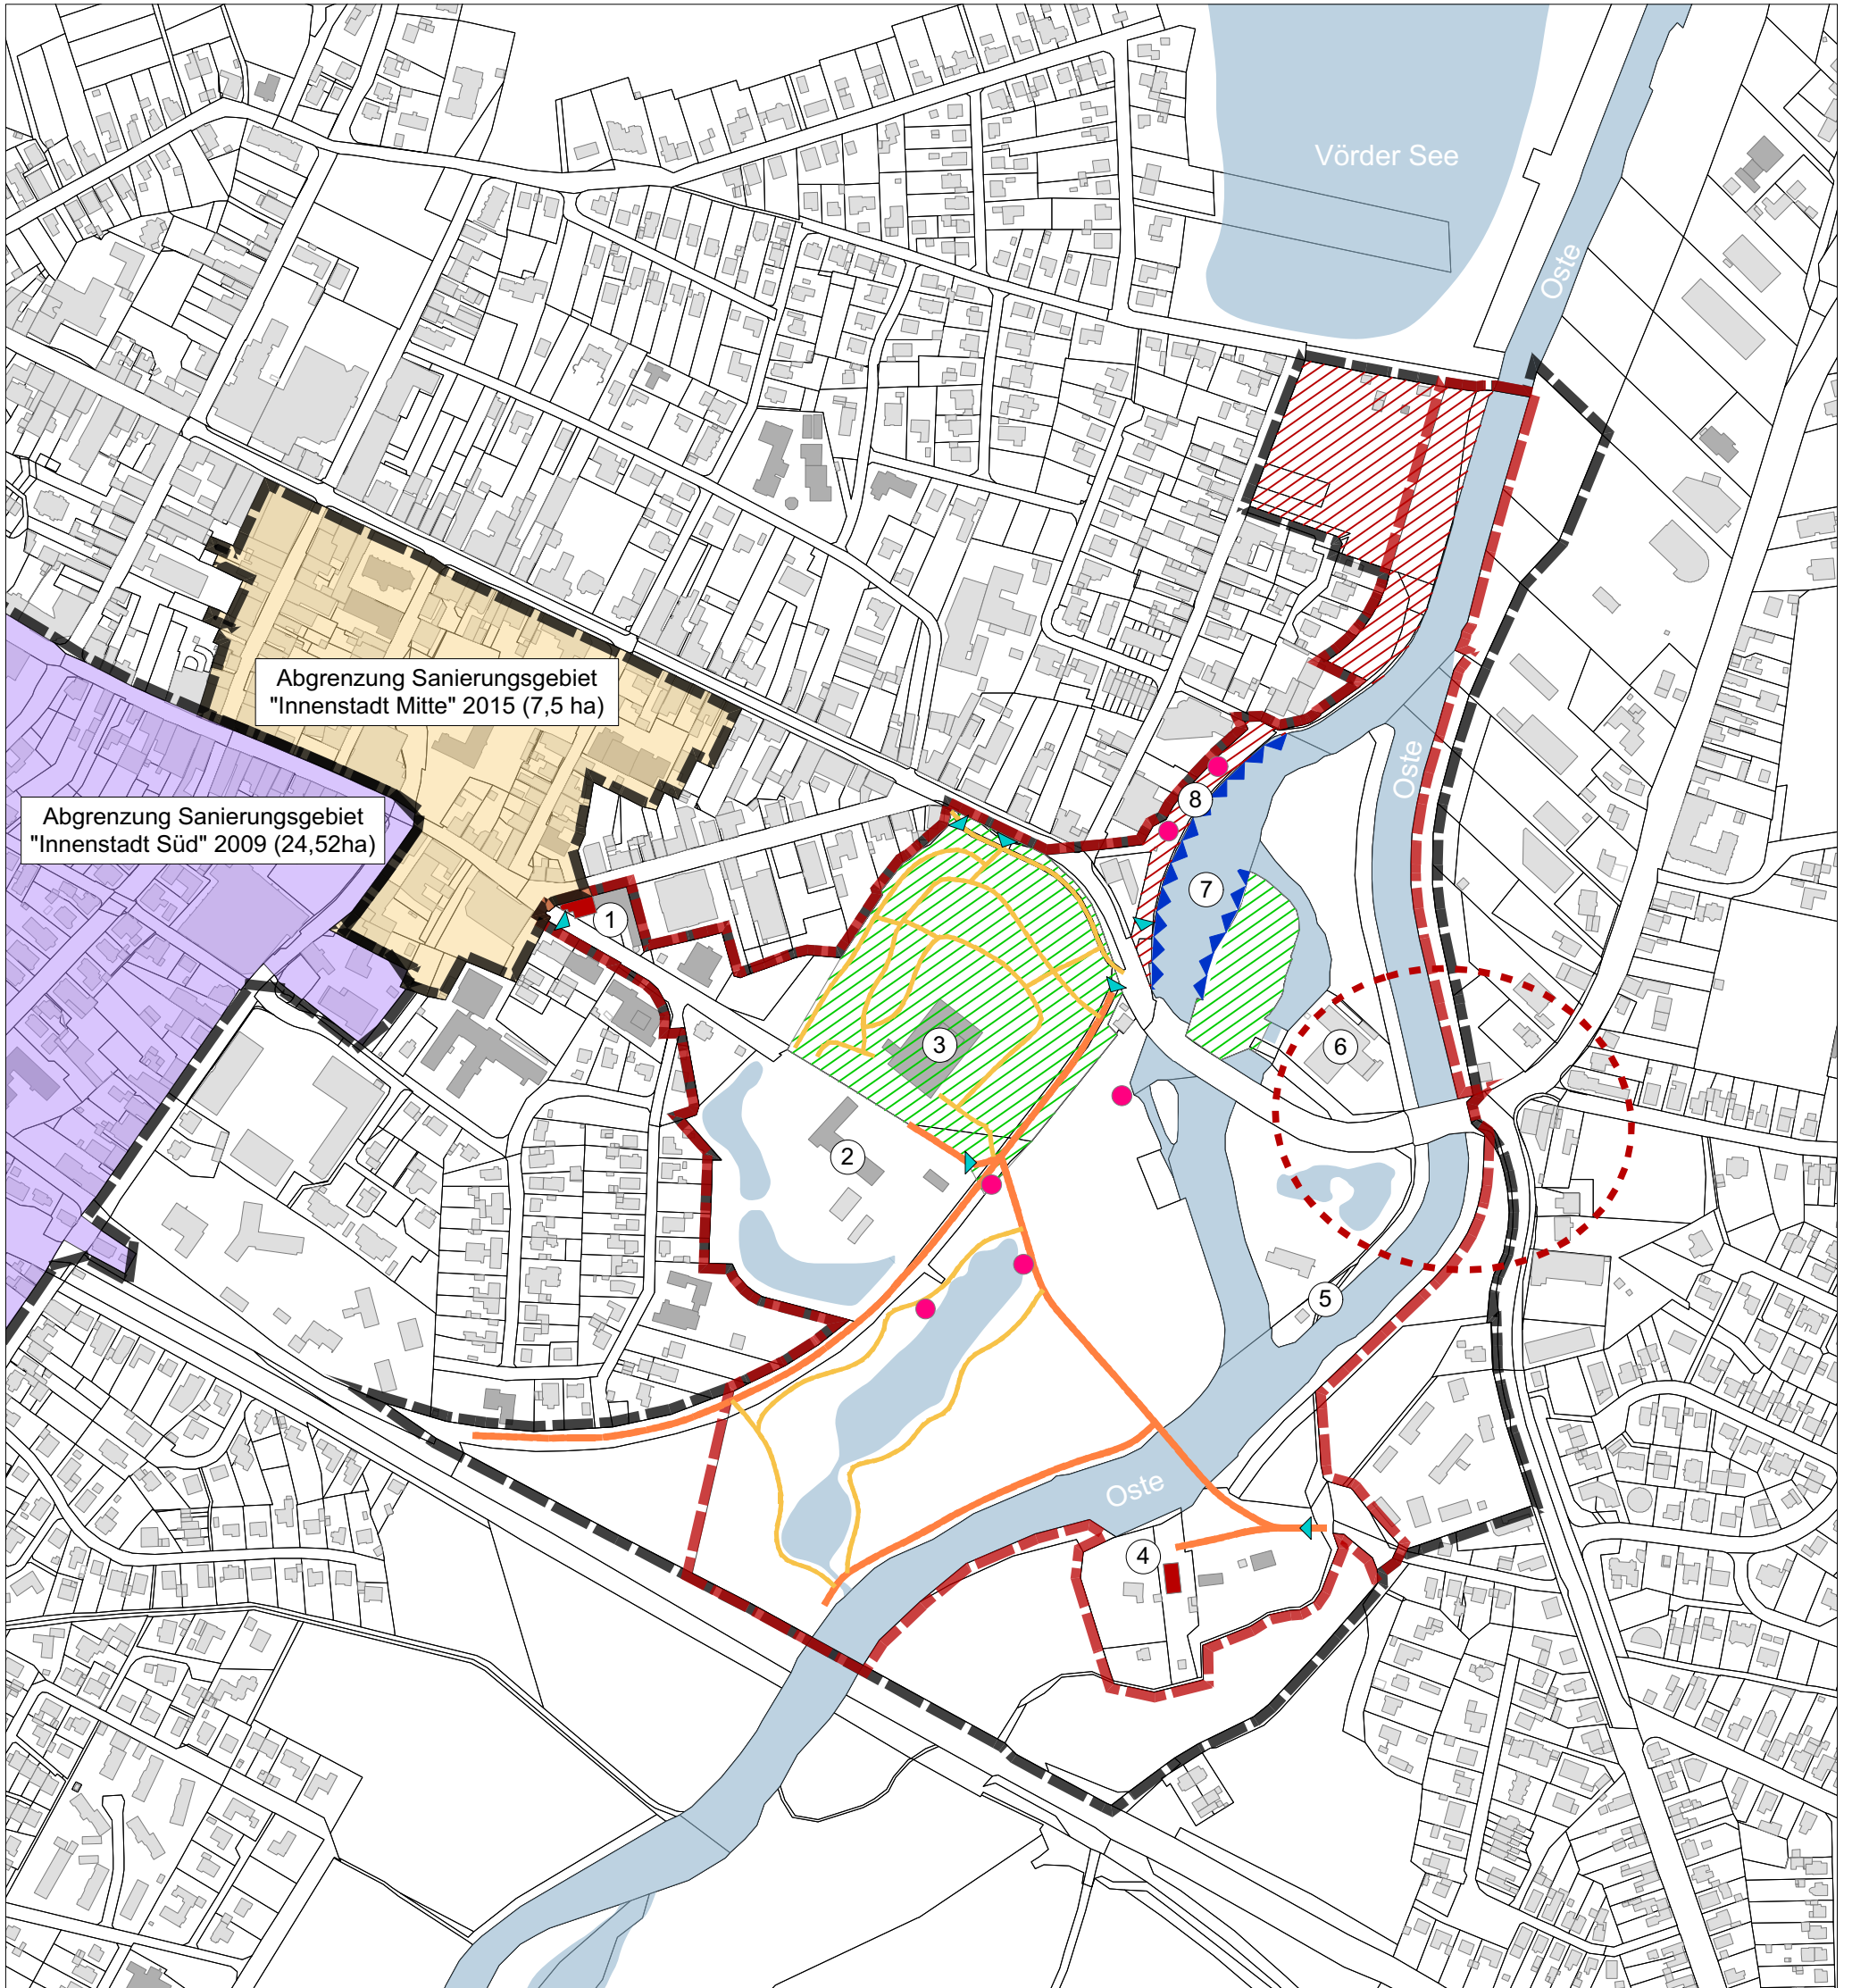 Vörder See
Oste
Abgrenzung Sanierungsgebiet
"Innenstadt Mitte" 2015 (7,5 ha)
Oste
Abgrenzung Sanierungsgebiet
"Innenstadt Süd" 2009 (24,52ha)
8
7
1
3
6
2
5
Oste
4